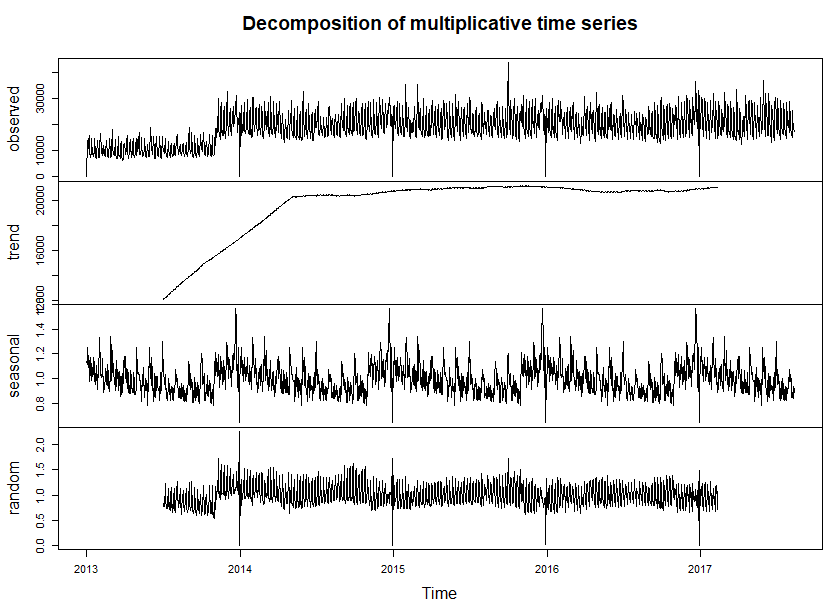 Decomposition of multiplicative time series
observed
0 10000 30000
trend
12000 16000 20000
seasonal
0.8 1.0 1.2 1.4
random
0.0 0.5 1.0 1.5 2.0
2013 2014 2015 2016 2017
Time